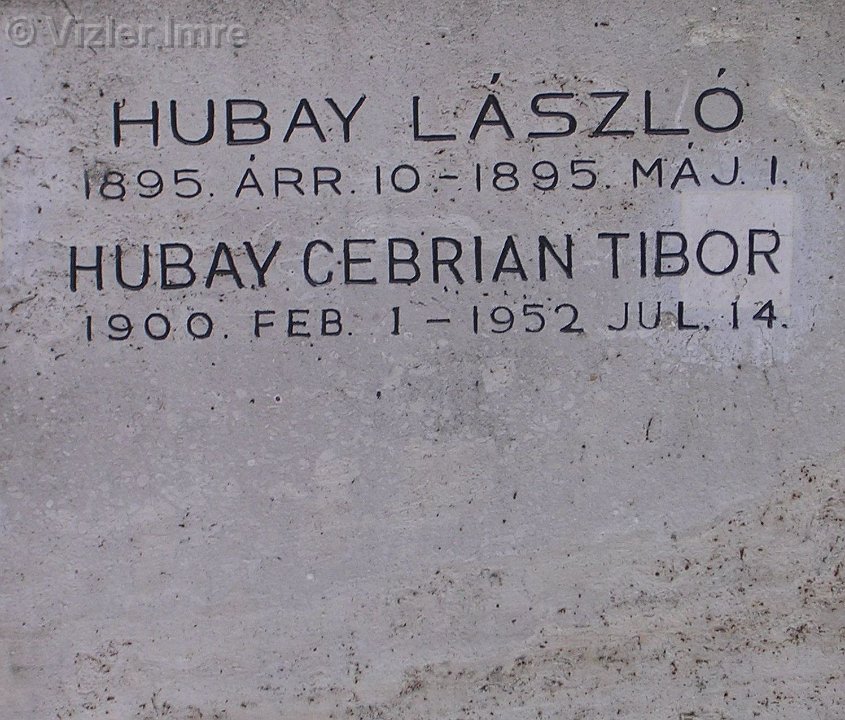 © Vizler Imre
HUBAY LÁSZLÓ
1895. ÁRR. 10 - 1895. MÁJ. 1.
HUBAY CEBRIAN TIBOR
1900. FEB. 1 - 1952 JUL. 14.